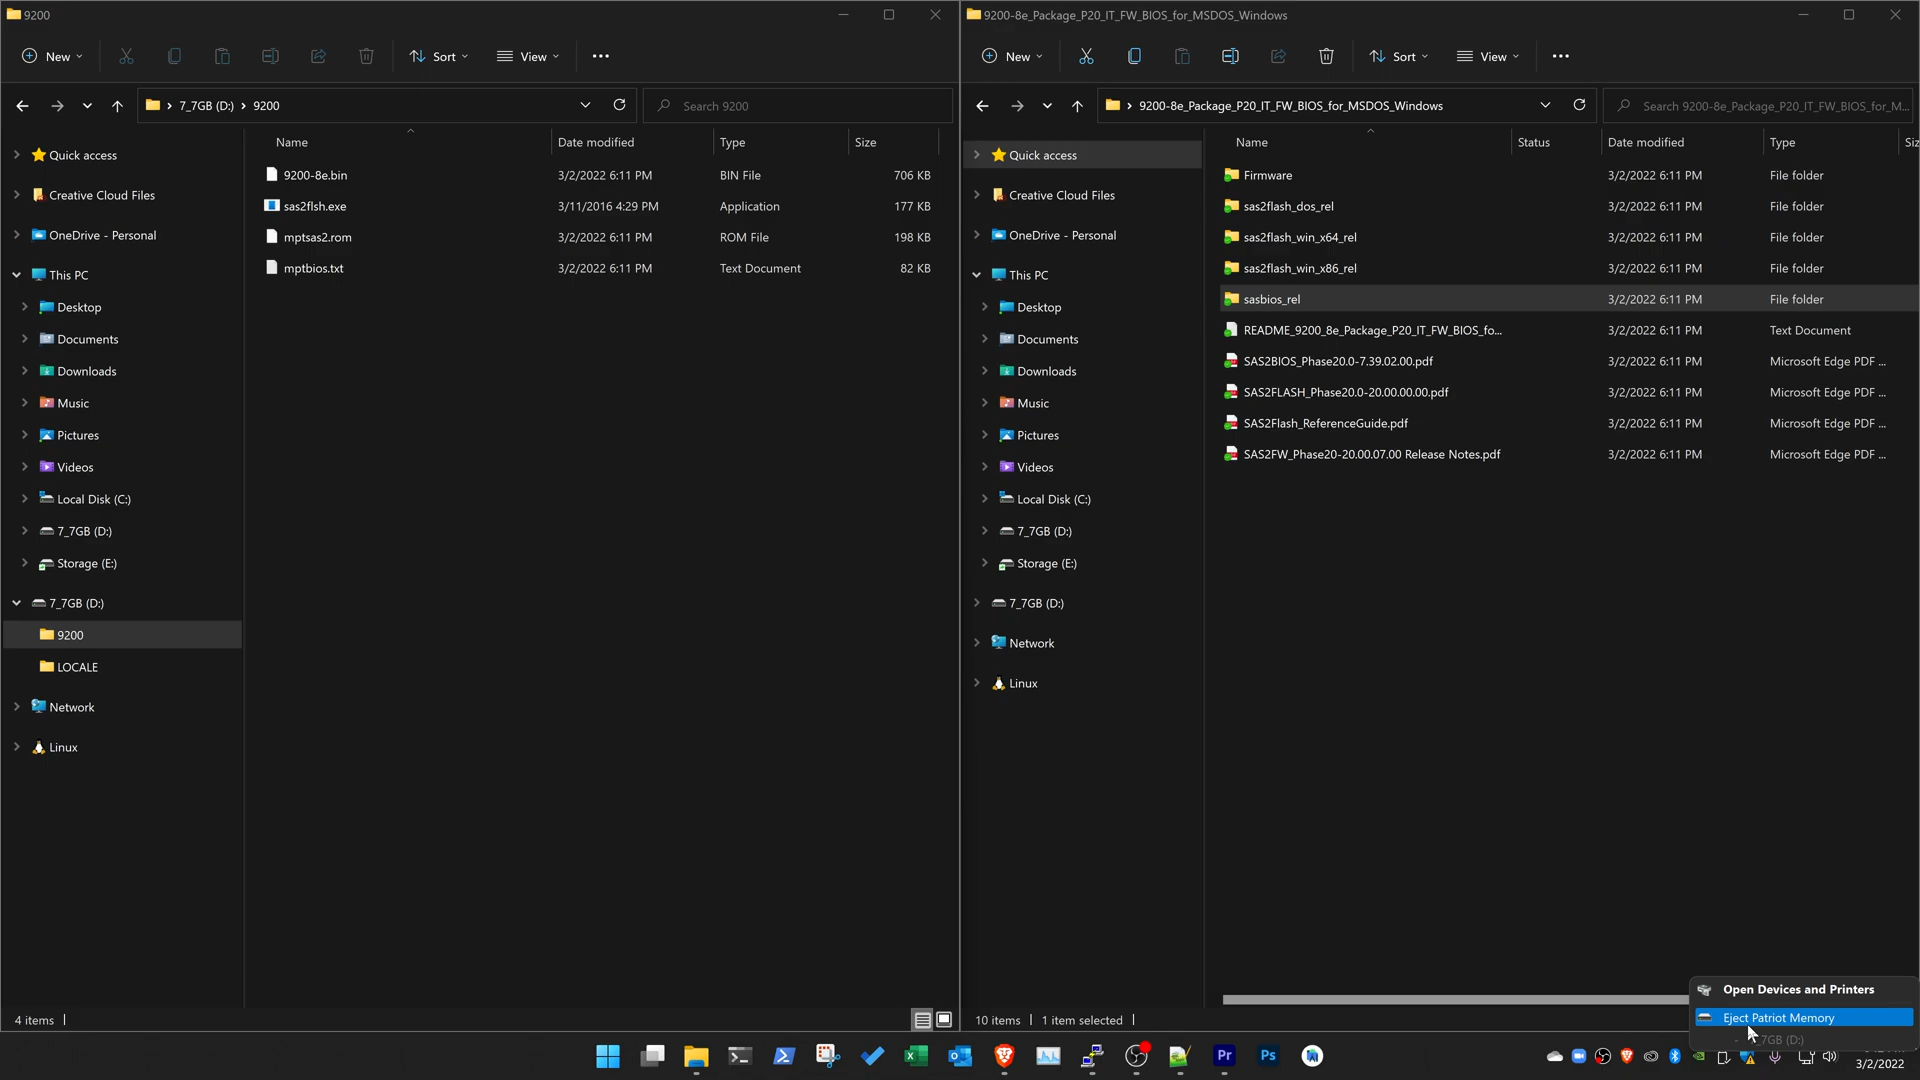 9200
New
Sort
View
7_7GB (D:)
9200
Search 9200
Name
Date modified
Type
Size
9200-8e.bin
3/2/2022 6:11 PM
BIN File
706 KB
sas2flsh.exe
3/11/2016 4:29 PM
Application
177 KB
mptsas2.rom
3/2/2022 6:11 PM
ROM File
198 KB
mptbios.txt
3/2/2022 6:11 PM
Text Document
82 KB
Quick access
Creative Cloud Files
OneDrive - Personal
This PC
Desktop
Documents
Downloads
Music
Pictures
Videos
Local Disk (C:)
7_7GB (D:)
Storage (E:)
7_7GB (D:)
9200
LOCALE
Network
Linux
4 items
9200-8e_Package_P20_IT_FW_BIOS_for_MSDOS_Windows
New
Sort
View
9200-8e_Package_P20_IT_FW_BIOS_for_MSDOS_Windows
Search 9200-8e_Package_P20_IT_FW_BIOS_for_M...
Name
Status
Date modified
Type
Siz
Firmware
3/2/2022 6:11 PM
File folder
sas2flash_dos_rel
3/2/2022 6:11 PM
File folder
sas2flash_win_x64_rel
3/2/2022 6:11 PM
File folder
sas2flash_win_x86_rel
3/2/2022 6:11 PM
File folder
sasbios_rel
3/2/2022 6:11 PM
File folder
README_9200_8e_Package_P20_IT_FW_BIOS_fo...
3/2/2022 6:11 PM
Text Document
SAS2BIOS_Phase20.0-7.39.02.00.pdf
3/2/2022 6:11 PM
Microsoft Edge PDF ...
SAS2FLASH_Phase20.0-20.00.00.00.pdf
3/2/2022 6:11 PM
Microsoft Edge PDF ...
SAS2Flash_ReferenceGuide.pdf
3/2/2022 6:11 PM
Microsoft Edge PDF ...
SAS2FW_Phase20-20.00.07.00 Release Notes.pdf
3/2/2022 6:11 PM
Microsoft Edge PDF ...
Quick access
Creative Cloud Files
OneDrive - Personal
This PC
Desktop
Documents
Downloads
Music
Pictures
Videos
Local Disk (C:)
7_7GB (D:)
Storage (E:)
7_7GB (D:)
Network
Linux
10 items
1 item selected
Open Devices and Printers
Eject Patriot Memory
_7GB (D:)
Pr
Ps
3/2/2022